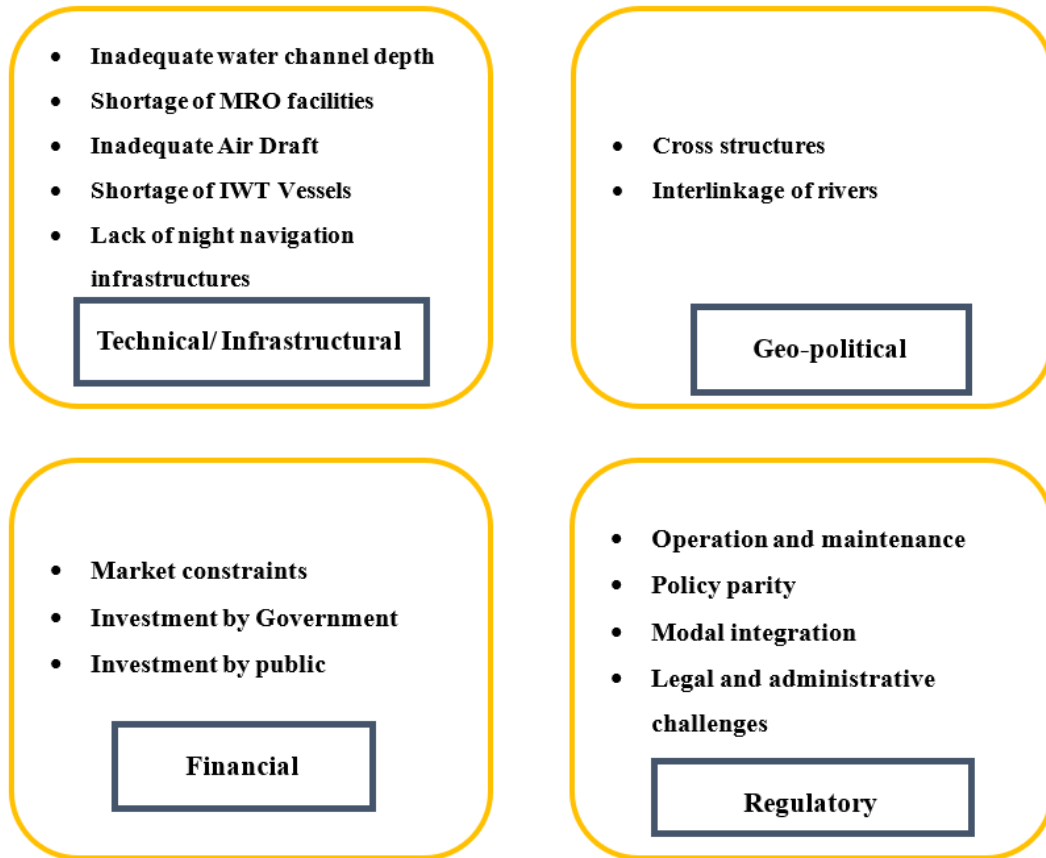 • Inadequate water channel depth
• Shortage of MRO facilities
• Inadequate Air Draft
• Shortage of IWT Vessels
• Lack of night navigation
infrastructures
Technical/ Infrastructural
• Cross structures
• Interlinkage of rivers
Geo-political
• Market constraints
• Investment by Government
• Investment by public
Financial
• Operation and maintenance
• Policy parity
• Modal integration
• Legal and administrative
challenges
Regulatory